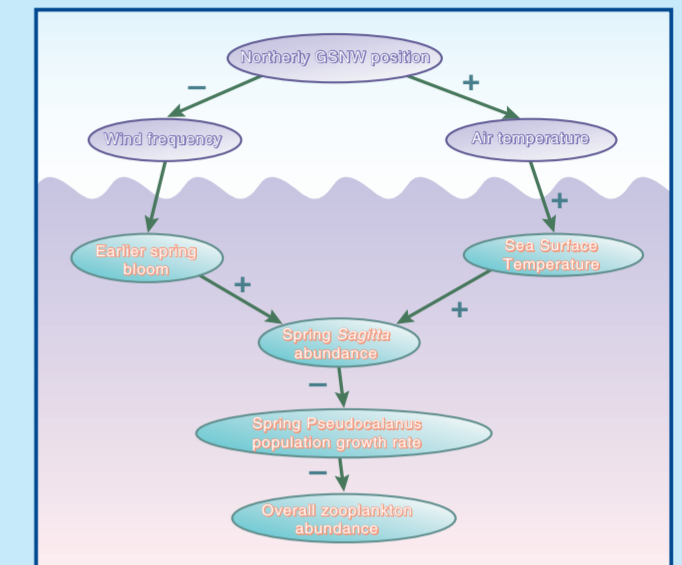 Northerly GSNW position
–
+
Wind frequency
Air temperature
+
Earlier spring
bloom
Sea Surface
Temperature
+
+
Spring Sagitta
abundance
–
Spring Pseudocalanus
population growth rate
–
Overall zooplankton
abundance